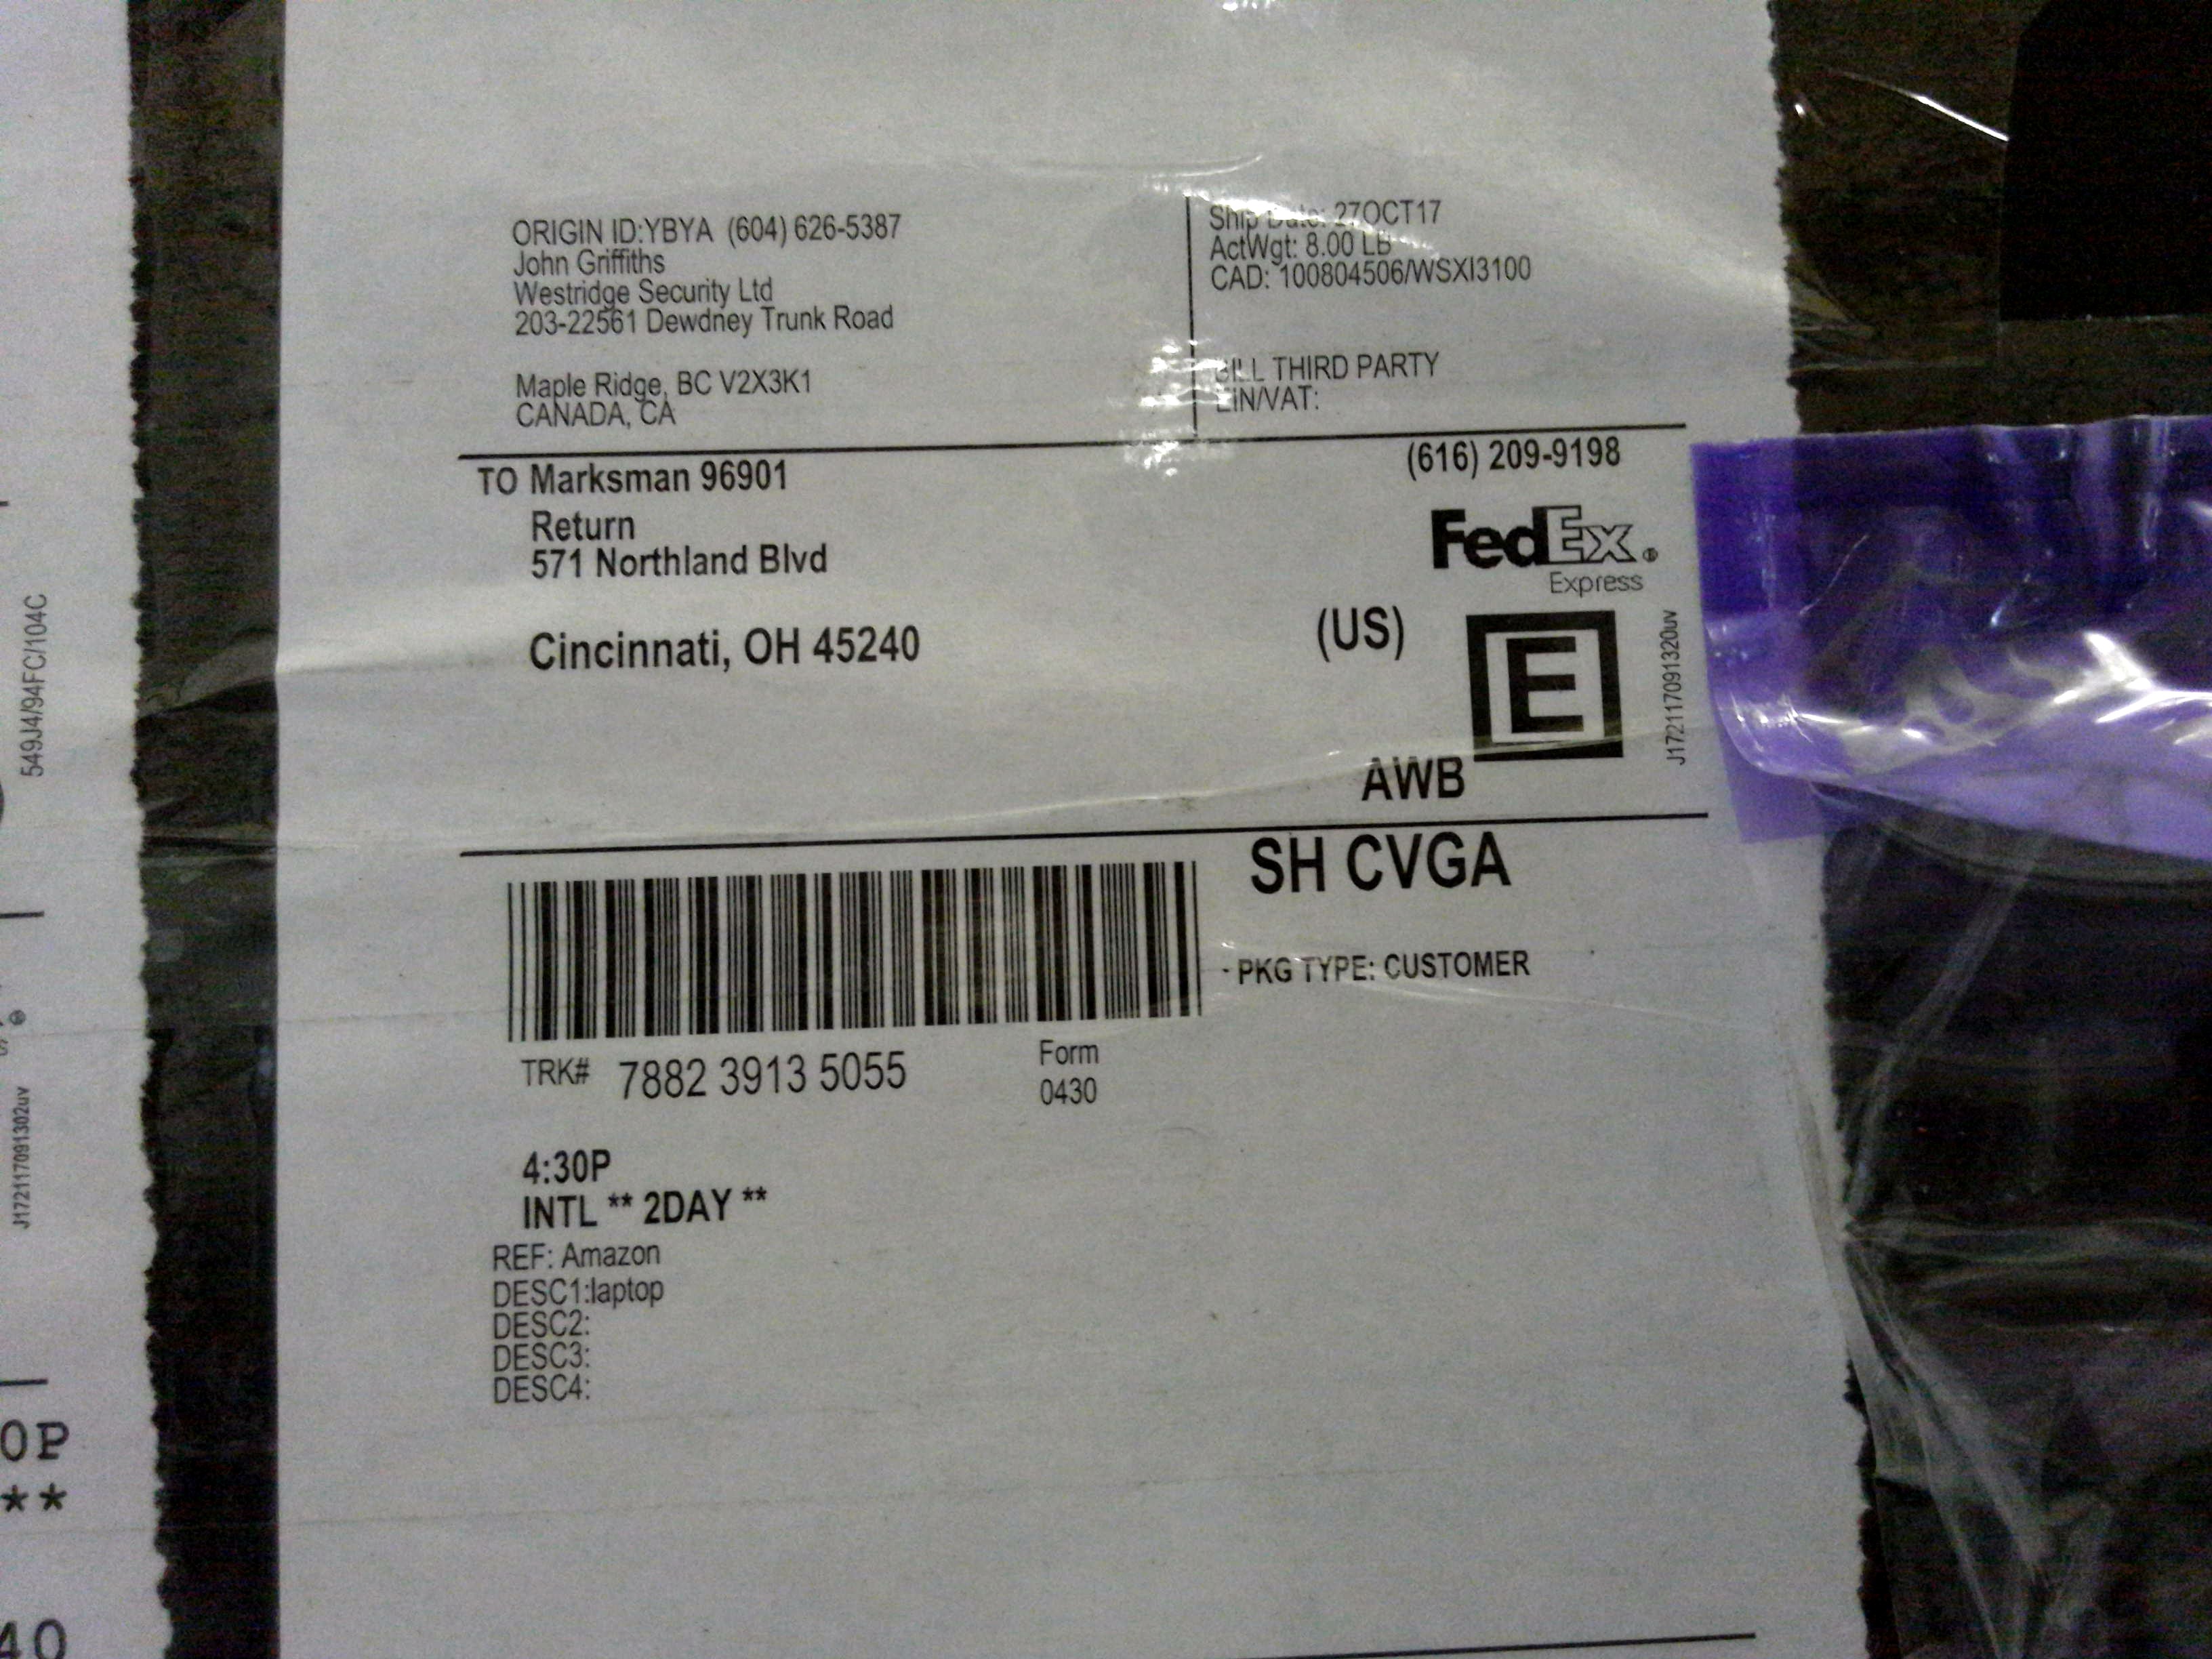 ORIGIN ID:YBYA (604) 626-5387
John Griffiths
Westridge Security Ltd
203-22561 Dewdney Trunk Road
Maple Ridge, BC V2X3K1
CANADA, CA
Ship Date: 27OCT17
ActWgt: 8.00 LB
CAD: 100804506/WSXI3100
BILL THIRD PARTY
EIN/VAT:
TO Marksman 96901
(616) 209-9198
Return
571 Northland Blvd
Cincinnati, OH 45240
(US)
FedEx®
Express
E
AWB
J172117091320uv
SH CVGA
- PKG TYPE: CUSTOMER
TRK# 7882 3913 5055
Form
0430
4:30P
INTL ** 2DAY **
REF: Amazon
DESC1:laptop
DESC2:
DESC3:
DESC4:
549J4/94FC/104C
J172117091302uv
0P
**
40